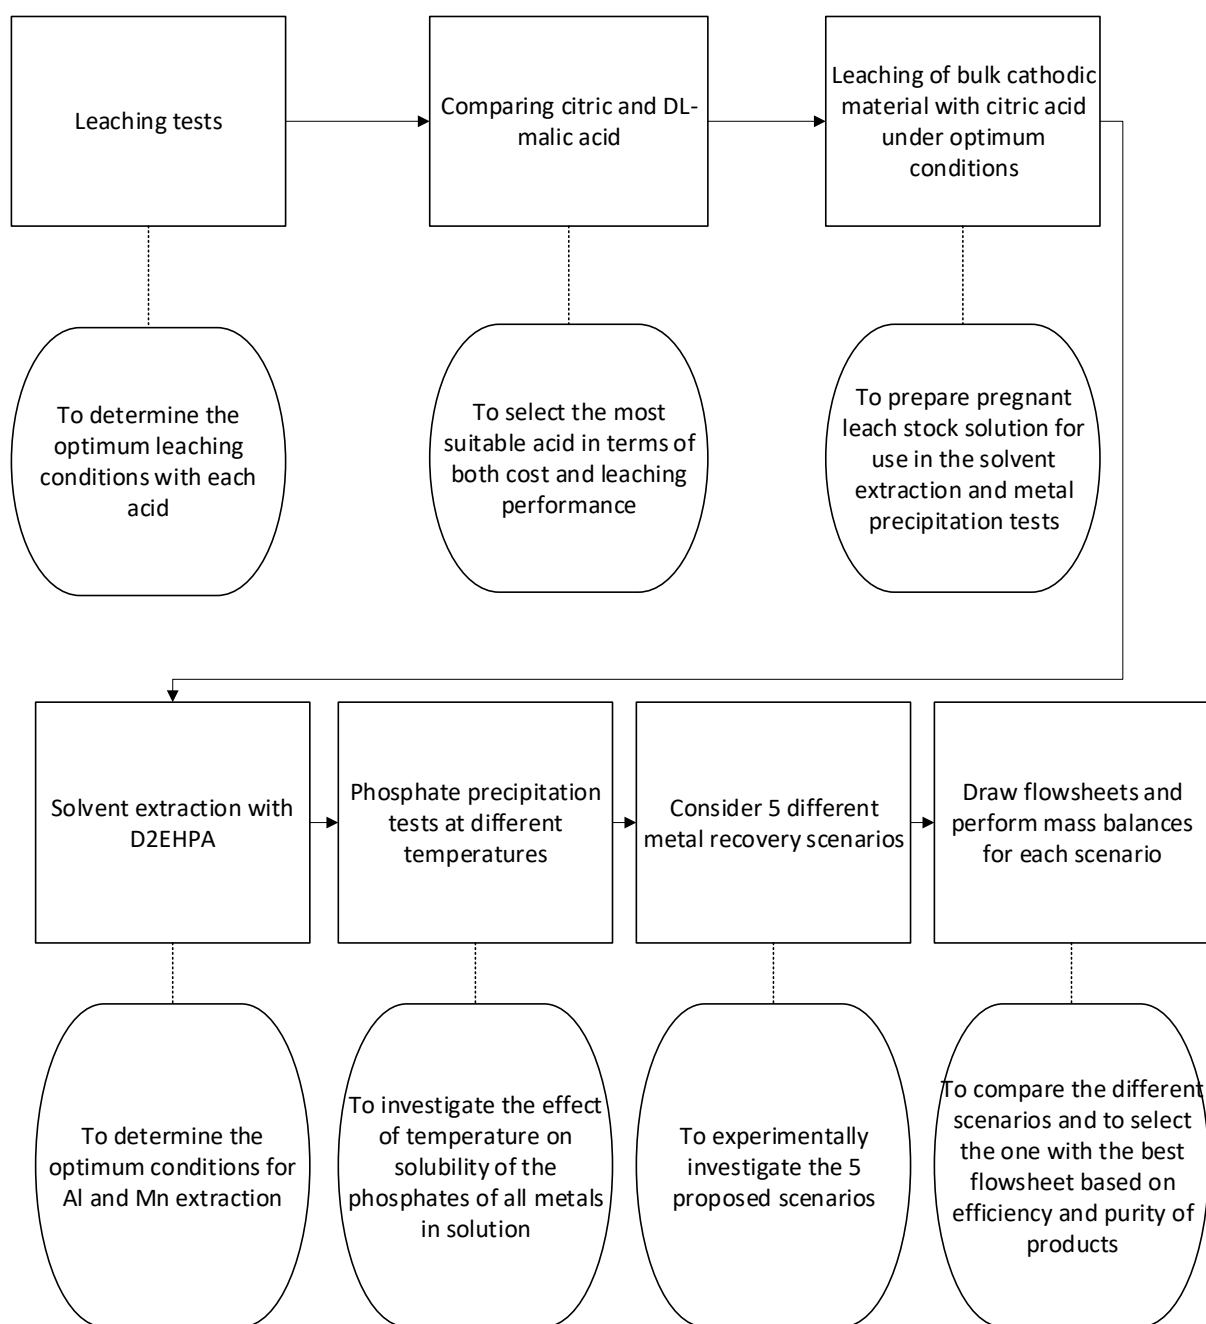 Leaching tests
Comparing citric and DL-
malic acid
Leaching of bulk cathodic
material with citric acid
under optimum
conditions
To determine the
optimum leaching
conditions with each
acid
To select the most
suitable acid in terms of
both cost and leaching
performance
To prepare pregnant
leach stock solution for
use in the solvent
extraction and metal
precipitation tests
Solvent extraction with
D2EHPA
Phosphate precipitation
tests at different
temperatures
Consider 5 different
metal recovery scenarios
Draw flowsheets and
perform mass balances
for each scenario
To determine the
optimum conditions for
Al and Mn extraction
To investigate the effect
of temperature on
solubility of the
phosphates of all metals
in solution
To experimentally
investigate the 5
proposed scenarios
To compare the different
scenarios and to select
the one with the best
flowsheet based on
efficiency and purity of
products